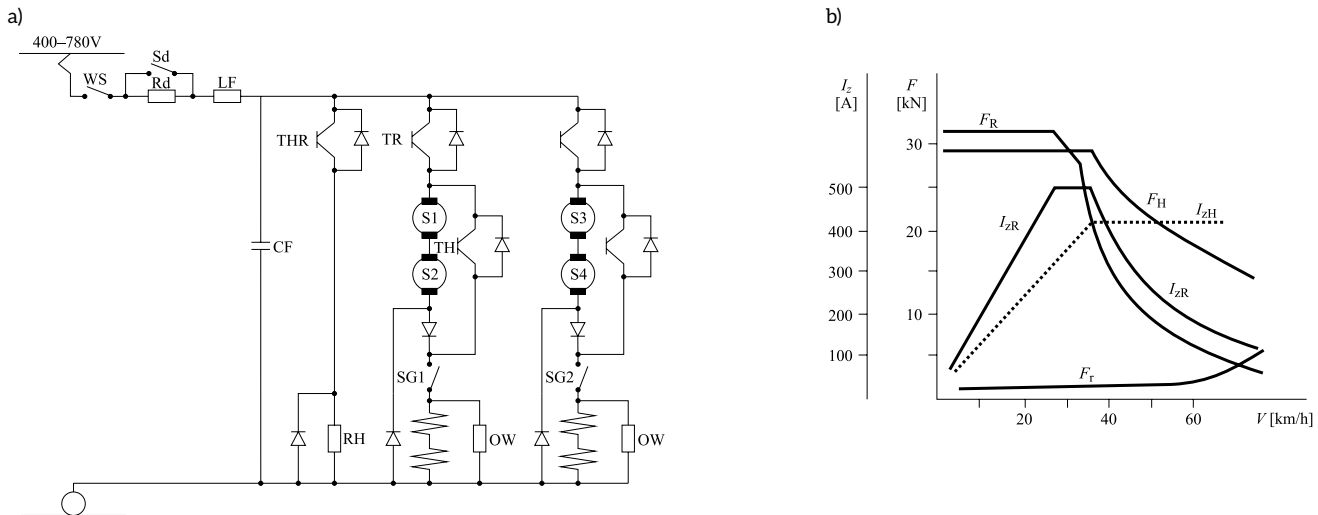 a)
400–780V
WS
Sd
Rd
LF
THR
TR
S1
S2
TH
S3
S4
CF
SG1
SG2
RH
OW
OW
b)
I_z
[A]
F
[kN]
500
400
300
200
100
30
20
10
F_R
F_H
I_zH
I_zR
I_zR
F_r
20
40
60
V [km/h]